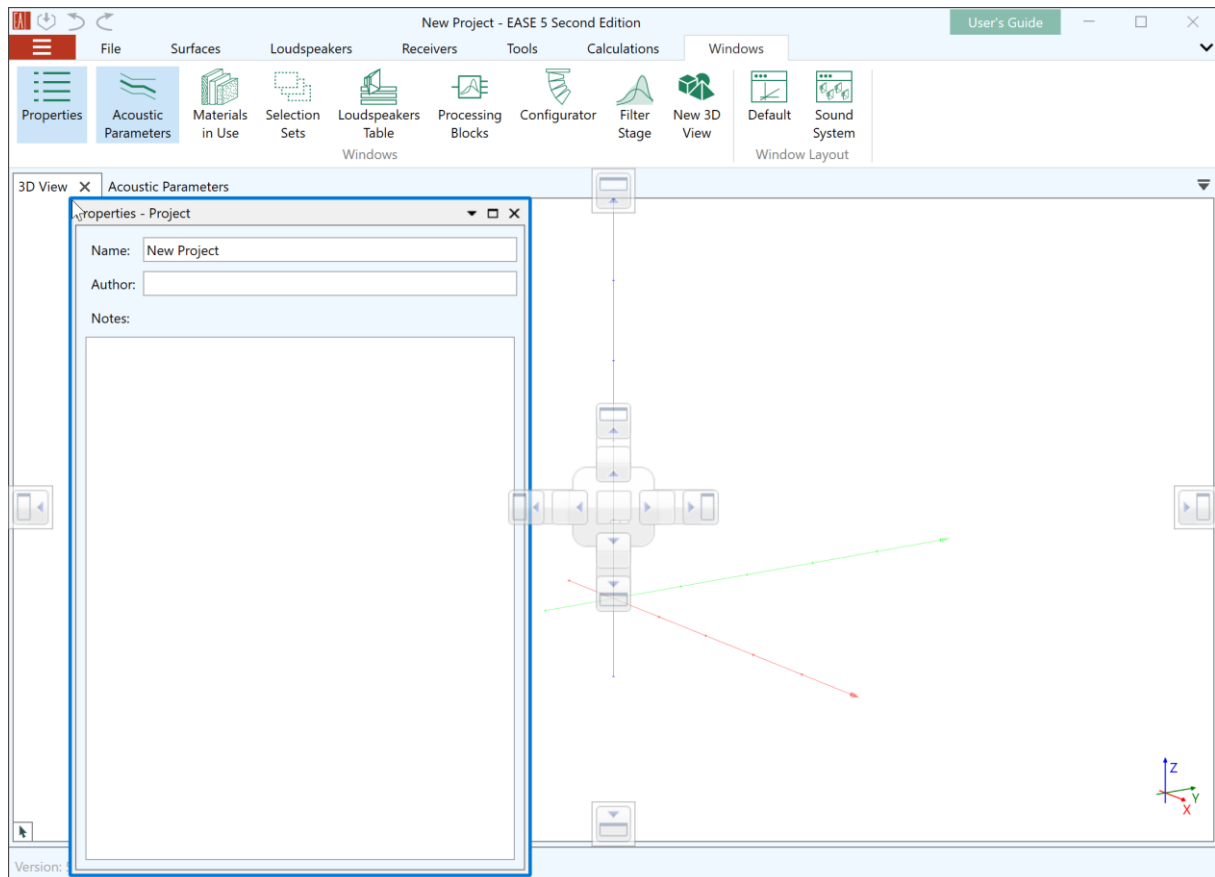 EAI
New Project - EASE 5 Second Edition
User's Guide
File Surfaces Loudspeakers Receivers Tools Calculations Windows
Properties Acoustic Parameters Materials in Use Selection Sets Loudspeakers Table Processing Blocks Configurator Filter Stage New 3D View Default Sound System
Windows Window Layout
3D View Acoustic Parameters
roperties - Project
Name: New Project
Author:
Notes:
Z
Y
X
Version: